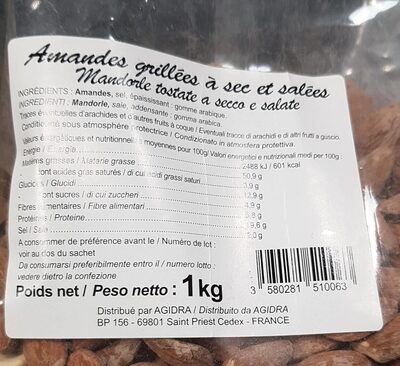 Amandes grillées à sec et salées
Mandorle tostate a secco e salate
INGRÉDIENTS : Amandes, sel, épaississant : gomme arabique.
INGREDIENTI : Mandorle, sale, addensante : gomma arabica.
Traces éventuelles d'arachides et d'autres fruits à coque / Eventuali tracce di arachidi e di altri frutti a guscio.
Conditionné sous atmosphère protectrice / Condizionato in atmosfera protettiva.
Valeurs énergétiques et nutritionnelles moyennes pour 100g/ Valori energetici e nutrizionali medi per 100g :
Energie / Energia 2488 kJ / 601 kcal
Matières grasses / Materie grasse 50,9 g
dont acides gras saturés / di cui acidi grassi saturi 3,9 g
Glucides / Glucidi 12,9 g
dont sucres / di cui zuccheri 4,9 g
Fibres alimentaires / Fibre alimentari 8 g
Protéines / Proteine 19,6 g
Sel / Sale 2,0 g
A consommer de préférence avant le / Numéro de lot :
voir au dos du sachet
Da consumarsi preferibilmente entro il / numero lotto :
vedere dietro la confezione
Poids net / Peso netto : 1kg
3 580281 510063
Distribué par AGIDRA / Distribuito da AGIDRA
BP 156 - 69801 Saint Priest Cedex - FRANCE